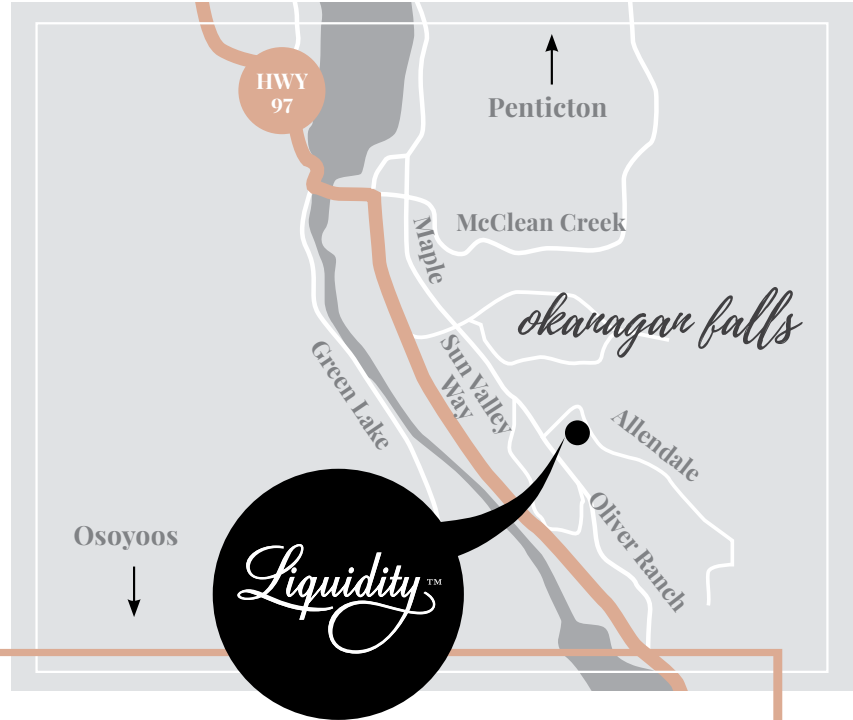 HWY
97
Penticton
McClean Creek
Maple
okanagan falls
Sun Valley
Way
Green Lake
Allendale
Oliver Ranch
Osoyoos
Liquidity™